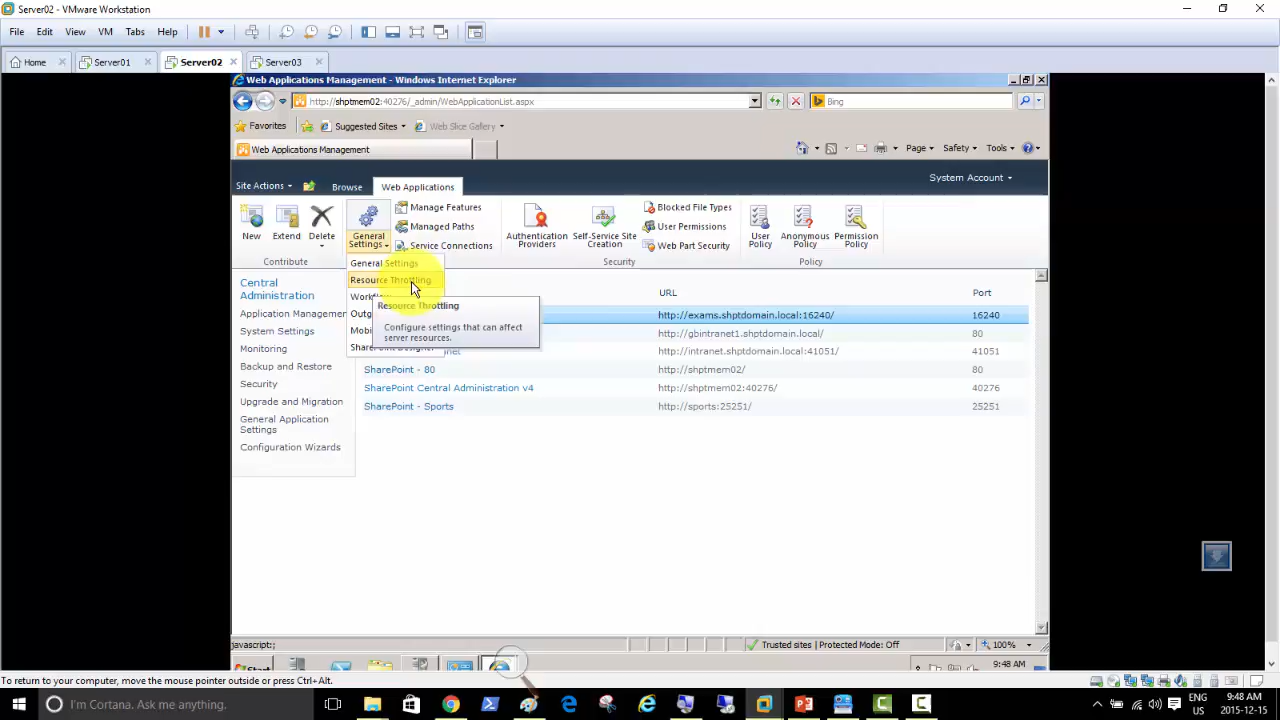 Server02 - VMware Workstation
File Edit View VM Tabs Help
Home Server01 Server02 Server03
Web Applications Management - Windows Internet Explorer
http://shptmem02:40276/_admin/WebApplicationList.aspx Bing
Favorites Suggested Sites Web Slice Gallery
Web Applications Management Page Safety Tools
Site Actions Browse Web Applications System Account
New Extend Delete General Settings
Manage Features
Managed Paths
Service Connections
Authentication Providers Self-Service Site Creation
Blocked File Types
User Permissions
Web Part Security
User Policy Anonymous Policy Permission Policy
Contribute Security Policy
General Settings
Resource Throttling
Resource Throttling
Configure settings that can affect
server resources.
Central
Administration
Application Managemen
System Settings
Monitoring
Backup and Restore
Security
Upgrade and Migration
General Application
Settings
Configuration Wizards
URL Port
http://exams.shptdomain.local:16240/ 16240
http://gbintranet1.shptdomain.local/ 80
http://intranet.shptdomain.local:41051/ 41051
SharePoint - 80 http://shptmem02/ 80
SharePoint Central Administration v4 http://shptmem02:40276/ 40276
SharePoint - Sports http://sports:25251/ 25251
javascript:; Trusted sites | Protected Mode: Off 100%
Start 9:48 AM
To return to your computer, move the mouse pointer outside or press Ctrl+Alt.
I'm Cortana. Ask me anything.
ENG 9:48 AM
US 2015-12-15